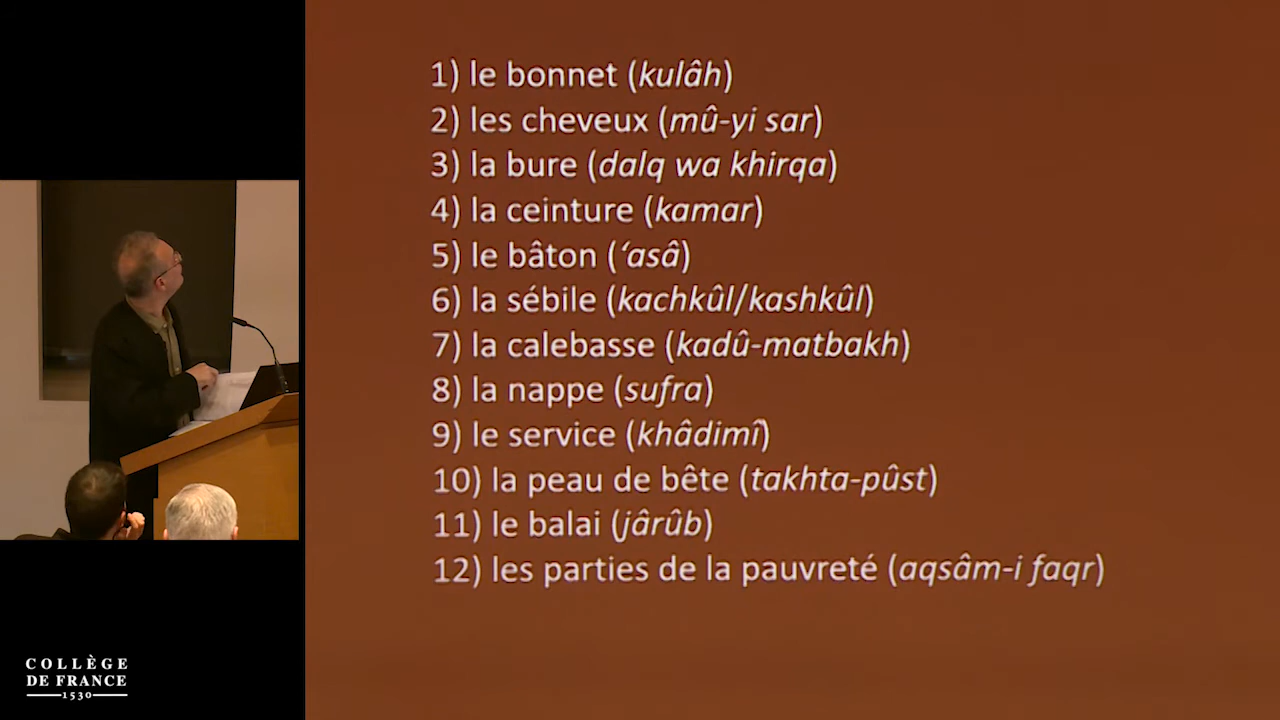 1) le bonnet (kulâh)
2) les cheveux (mû-yi sar)
3) la bure (dalq wa khirqa)
4) la ceinture (kamar)
5) le bâton (‘asâ)
6) la sébile (kachkûl/kashkûl)
7) la calebasse (kadû-matbakh)
8) la nappe (sufra)
9) le service (khâdimî)
10) la peau de bête (takhta-pûst)
11) le balai (jârûb)
12) les parties de la pauvreté (aqsâm-i faqr)
COLLÈGE
DE FRANCE
1530